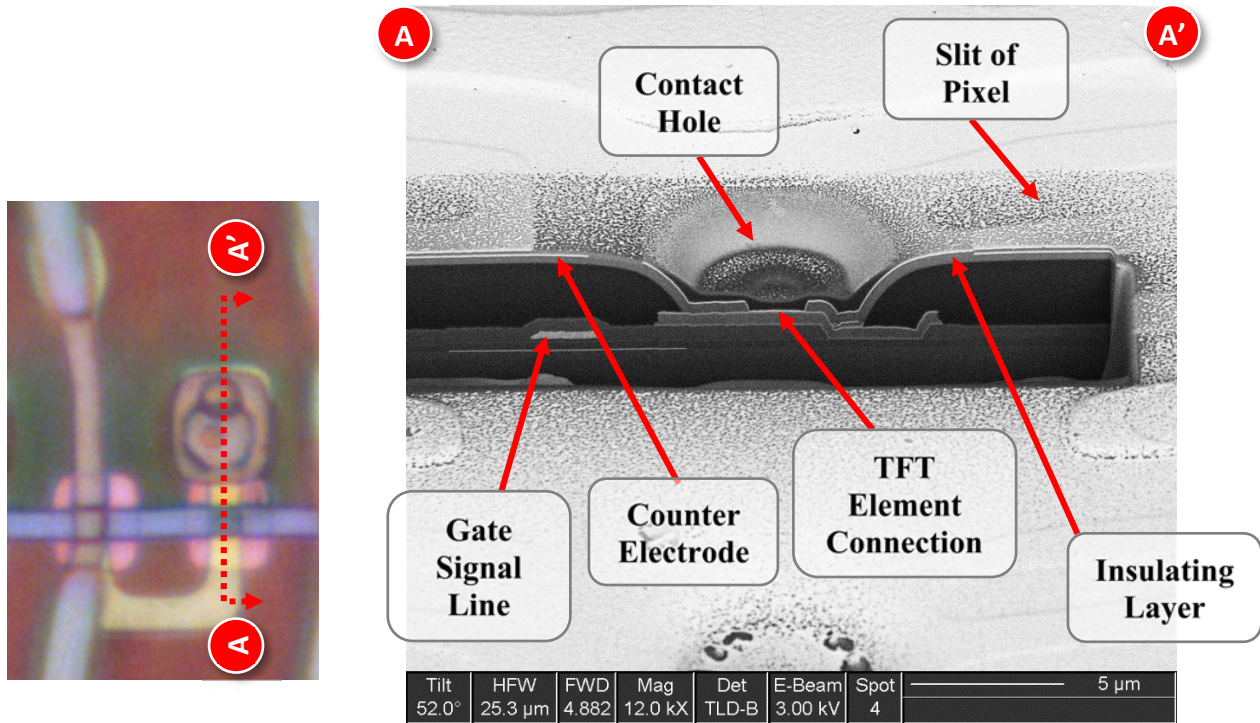 A
A'
Contact
Hole
Slit of
Pixel
A'
A
Gate
Signal
Line
Counter
Electrode
TFT
Element
Connection
Insulating
Layer
Tilt HFW FWD Mag Det E-Beam Spot
52.0° 25.3 µm 4.882 12.0 kX TLD-B 3.00 kV 4
5 µm